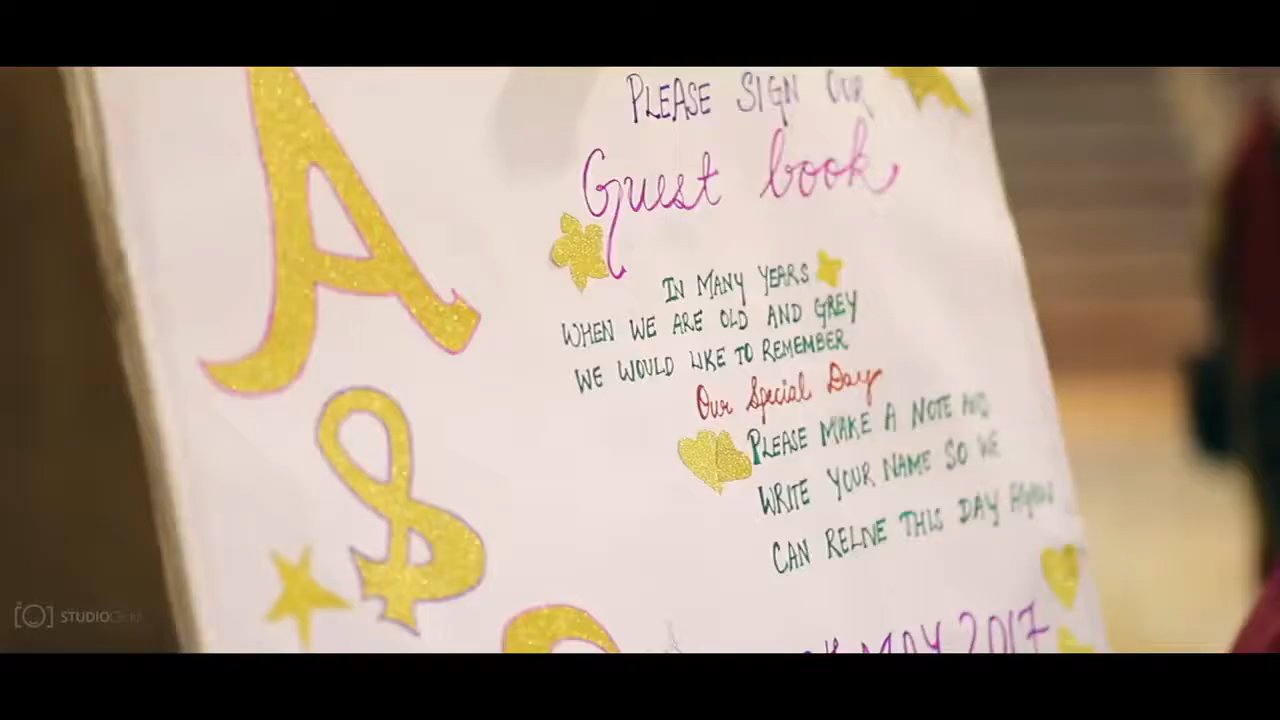 A
&
PLEASE SIGN OUR
Guest book
IN MANY YEARS
WHEN WE ARE OLD AND GREY
WE WOULD LIKE TO REMEMBER
Our Special Day
PLEASE MAKE A NOTE AND
WRITE YOUR NAME SO WE
CAN RELIVE THIS DAY AGAIN
MAY 2017